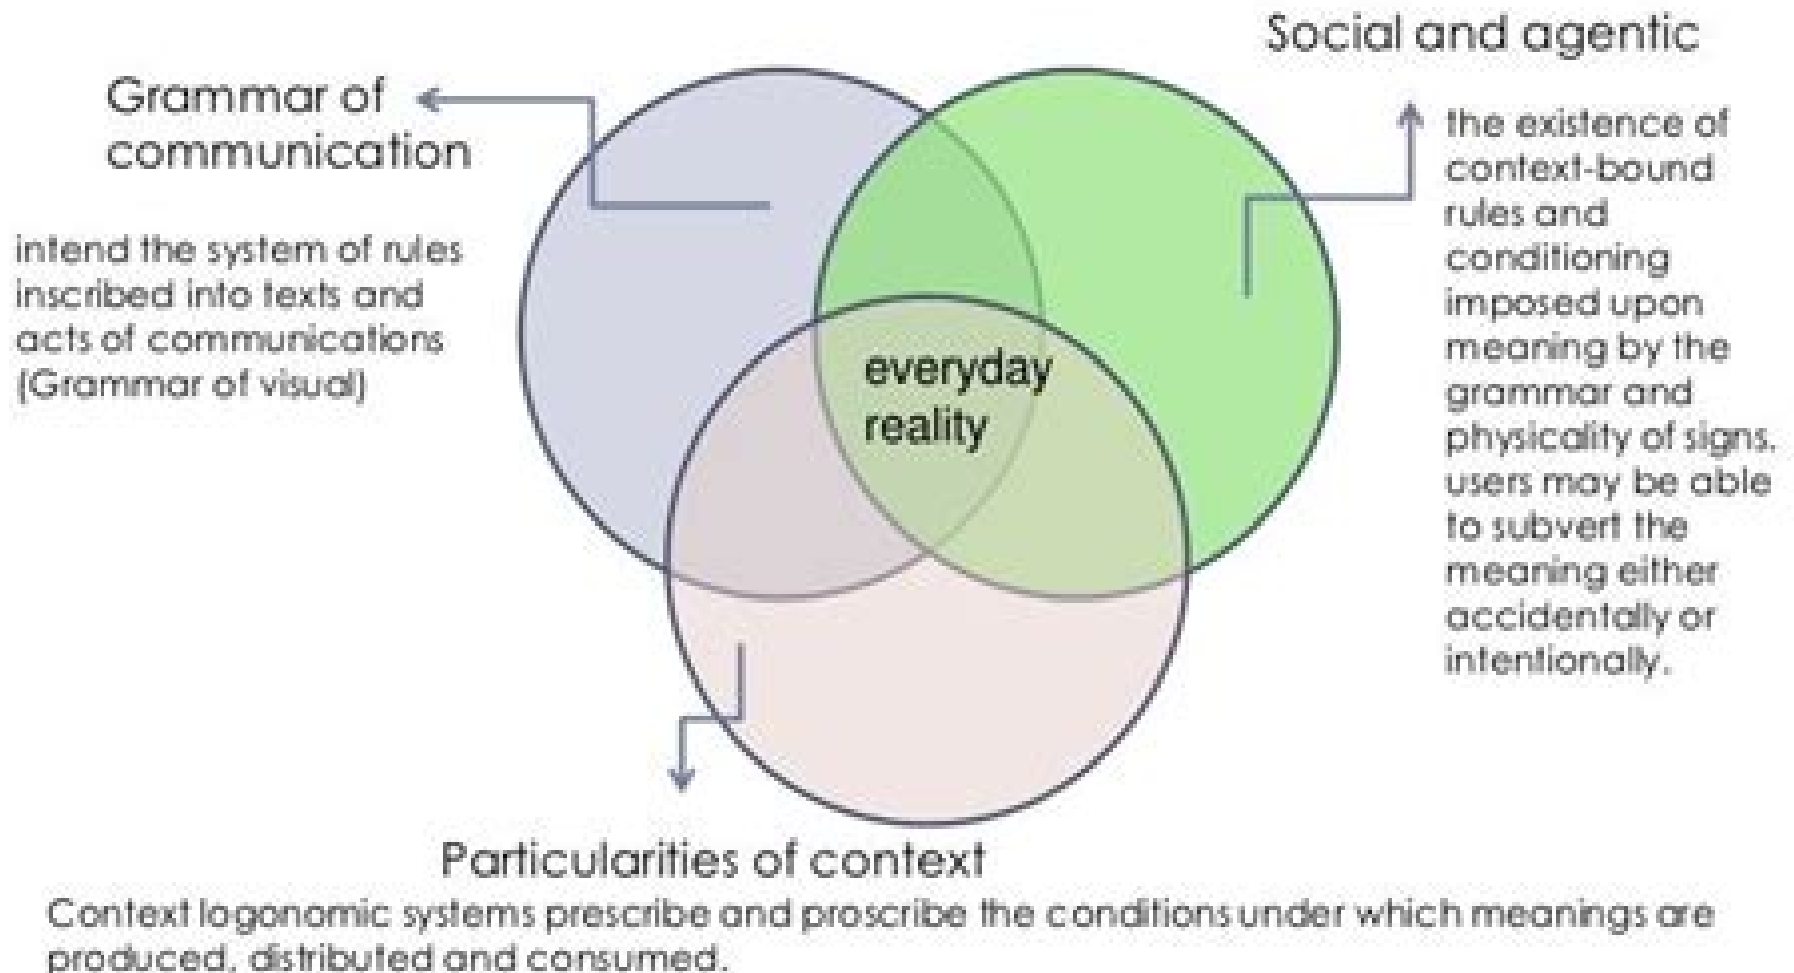 Social and agentic
Grammar of
communication
the existence of
context-bound
rules and
conditioning
imposed upon
meaning by the
grammar and
physicality of signs.
users may be able
to subvert the
meaning either
accidentally or
intentionally.
intend the system of rules
inscribed into texts and
acts of communications
(Grammar of visual)
everyday
reality
Particularities of context
Context logonomic systems prescribe and proscribe the conditions under which meanings are
produced, distributed and consumed.